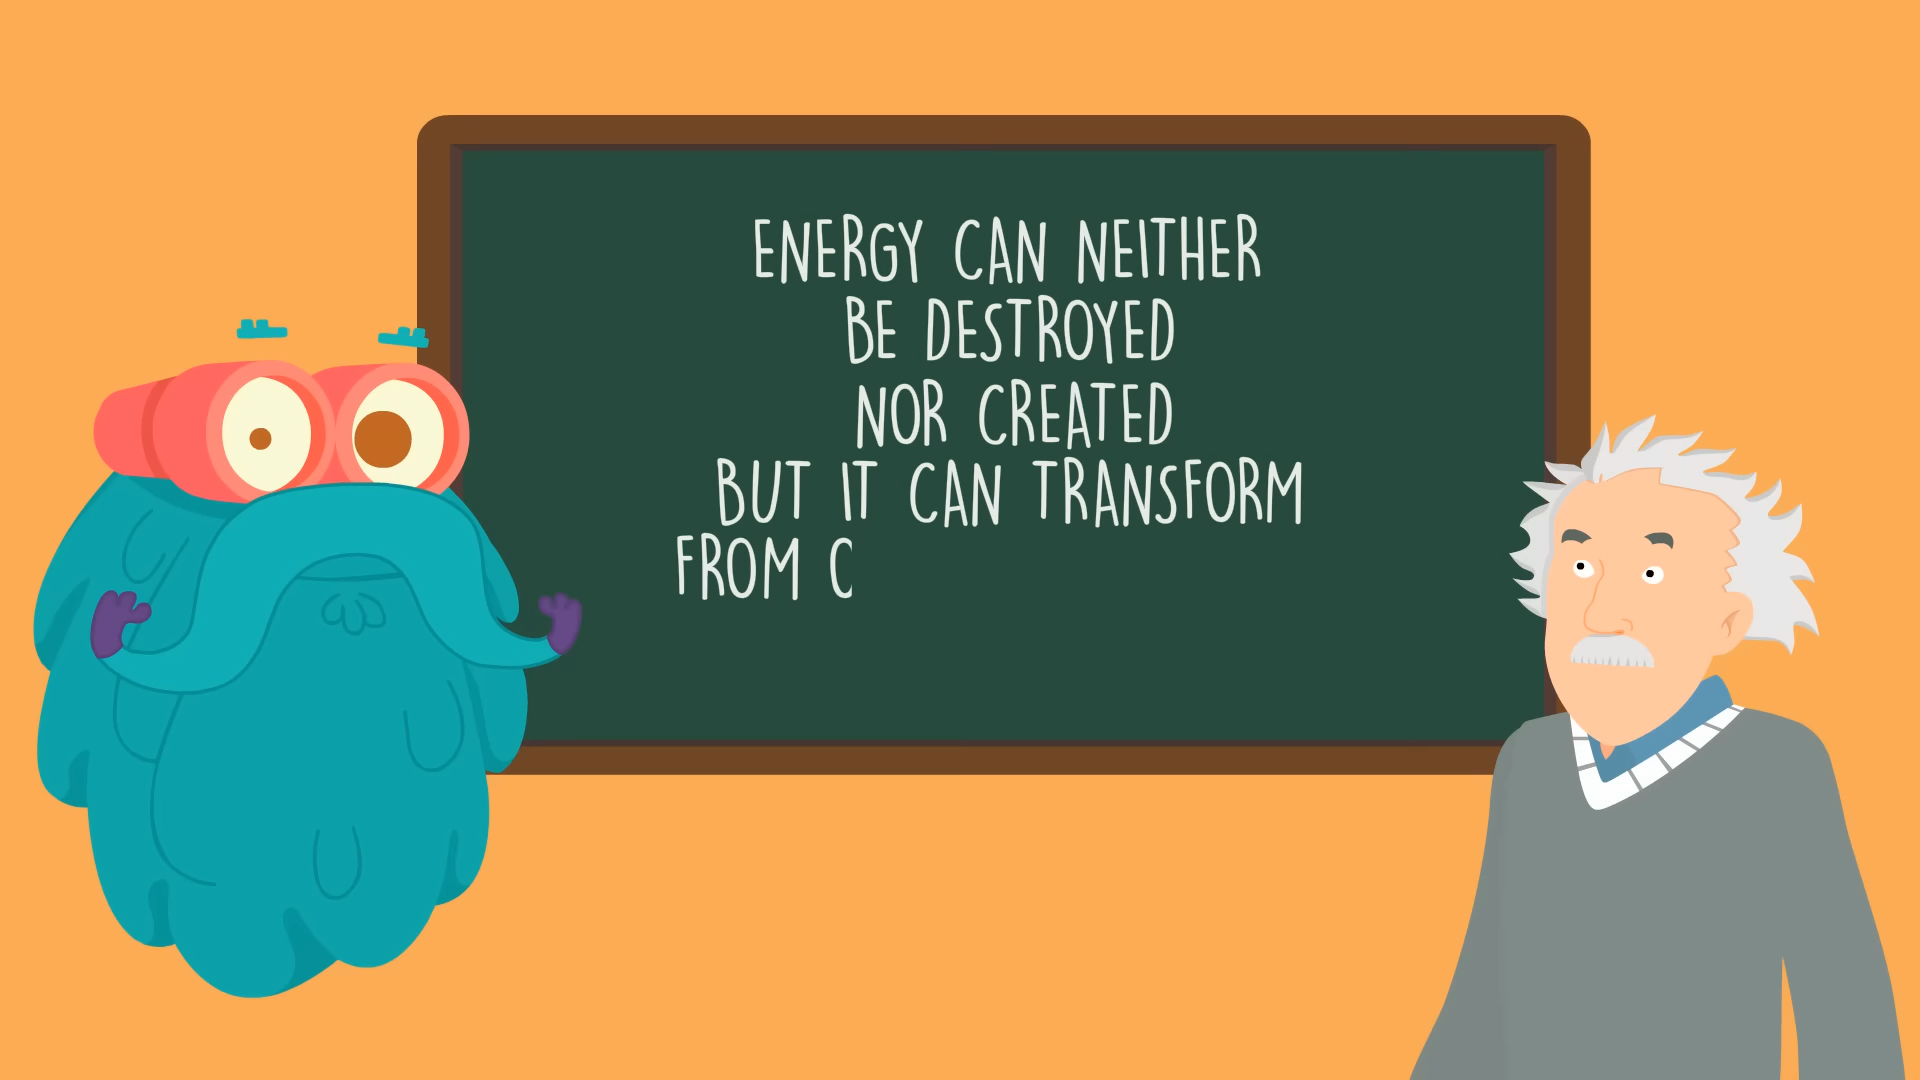 ENERGY CAN NEITHER
BE DESTROYED
NOR CREATED
BUT IT CAN TRANSFORM
FROM